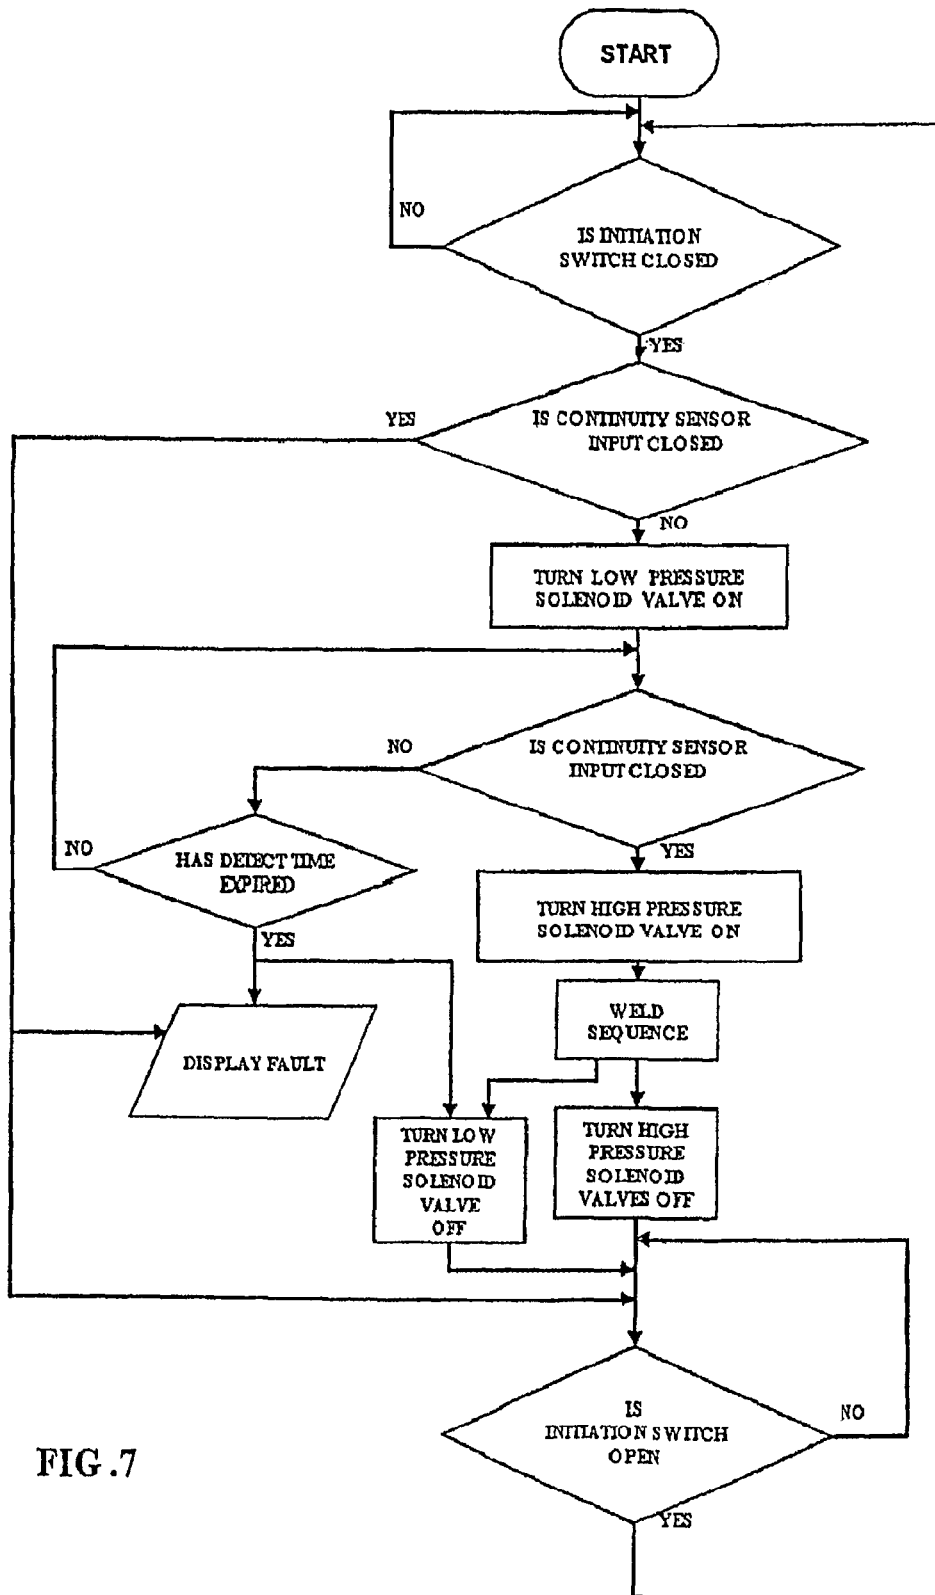 START
NO
IS INITIATION
SWITCH CLOSED
YES
YES
IS CONTINUITY SENSOR
INPUT CLOSED
NO
TURN LOW PRESSURE
SOLENOID VALVE ON
NO
IS CONTINUITY SENSOR
INPUT CLOSED
NO
HAS DETECT TIME
EXPIRED
YES
YES
TURN HIGH PRESSURE
SOLENOID VALVE ON
WELD
SEQUENCE
DISPLAY FAULT
TURN LOW
PRESSURE
SOLENOID
VALVE
OFF
TURN HIGH
PRESSURE
SOLENOID
VALVES OFF
IS
INITIATION SWITCH
OPEN
NO
YES
FIG.7